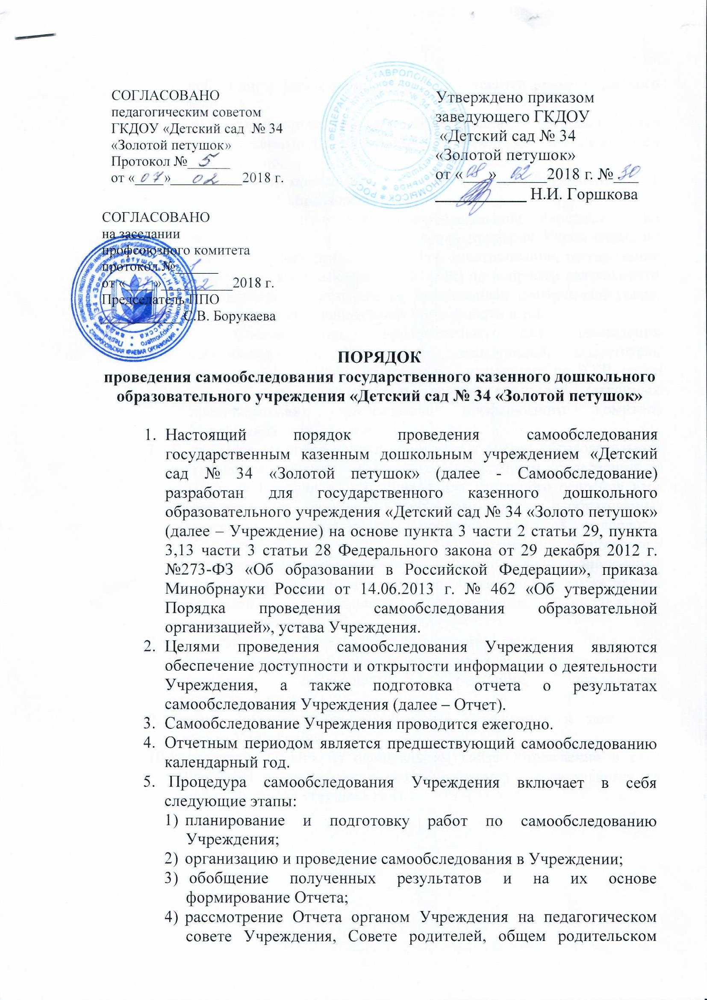 СОГЛАСОВАНО
педагогическим советом
ГКДОУ «Детский сад № 34
«Золотой петушок»
Протокол № 5
от «07» 02 2018 г.
Утверждено приказом
заведующего ГКДОУ
«Детский сад № 34
«Золотой петушок»
от «08» 02 2018 г. № 30
Н.И. Горшкова
СОГЛАСОВАНО
на заседании
профсоюзного комитета
протокол № 1
от «07» 02 2018 г.
Председатель ППО
С.В. Борукаева
ПОРЯДОК
проведения самообследования государственного казенного дошкольного
образовательного учреждения «Детский сад № 34 «Золотой петушок»
1. Настоящий порядок проведения самообследования
государственным казенным дошкольным учреждением «Детский
сад № 34 «Золотой петушок» (далее - Самообследование)
разработан для государственного казенного дошкольного
образовательного учреждения «Детский сад № 34 «Золото петушок»
(далее – Учреждение) на основе пункта 3 части 2 статьи 29, пункта
3,13 части 3 статьи 28 Федерального закона от 29 декабря 2012 г.
№273-ФЗ «Об образовании в Российской Федерации», приказа
Минобрнауки России от 14.06.2013 г. № 462 «Об утверждении
Порядка проведения самообследования образовательной
организацией», устава Учреждения.
2. Целями проведения самообследования Учреждения являются
обеспечение доступности и открытости информации о деятельности
Учреждения, а также подготовка отчета о результатах
самообследования Учреждения (далее – Отчет).
3. Самообследование Учреждения проводится ежегодно.
4. Отчетным периодом является предшествующий самообследованию
календарный год.
5. Процедура самообследования Учреждения включает в себя
следующие этапы:
1) планирование и подготовку работ по самообследованию
Учреждения;
2) организацию и проведение самообследования в Учреждении;
3) обобщение полученных результатов и на их основе
формирование Отчета;
4) рассмотрение Отчета органом Учреждения на педагогическом
совете Учреждения, Совете родителей, общем родительском